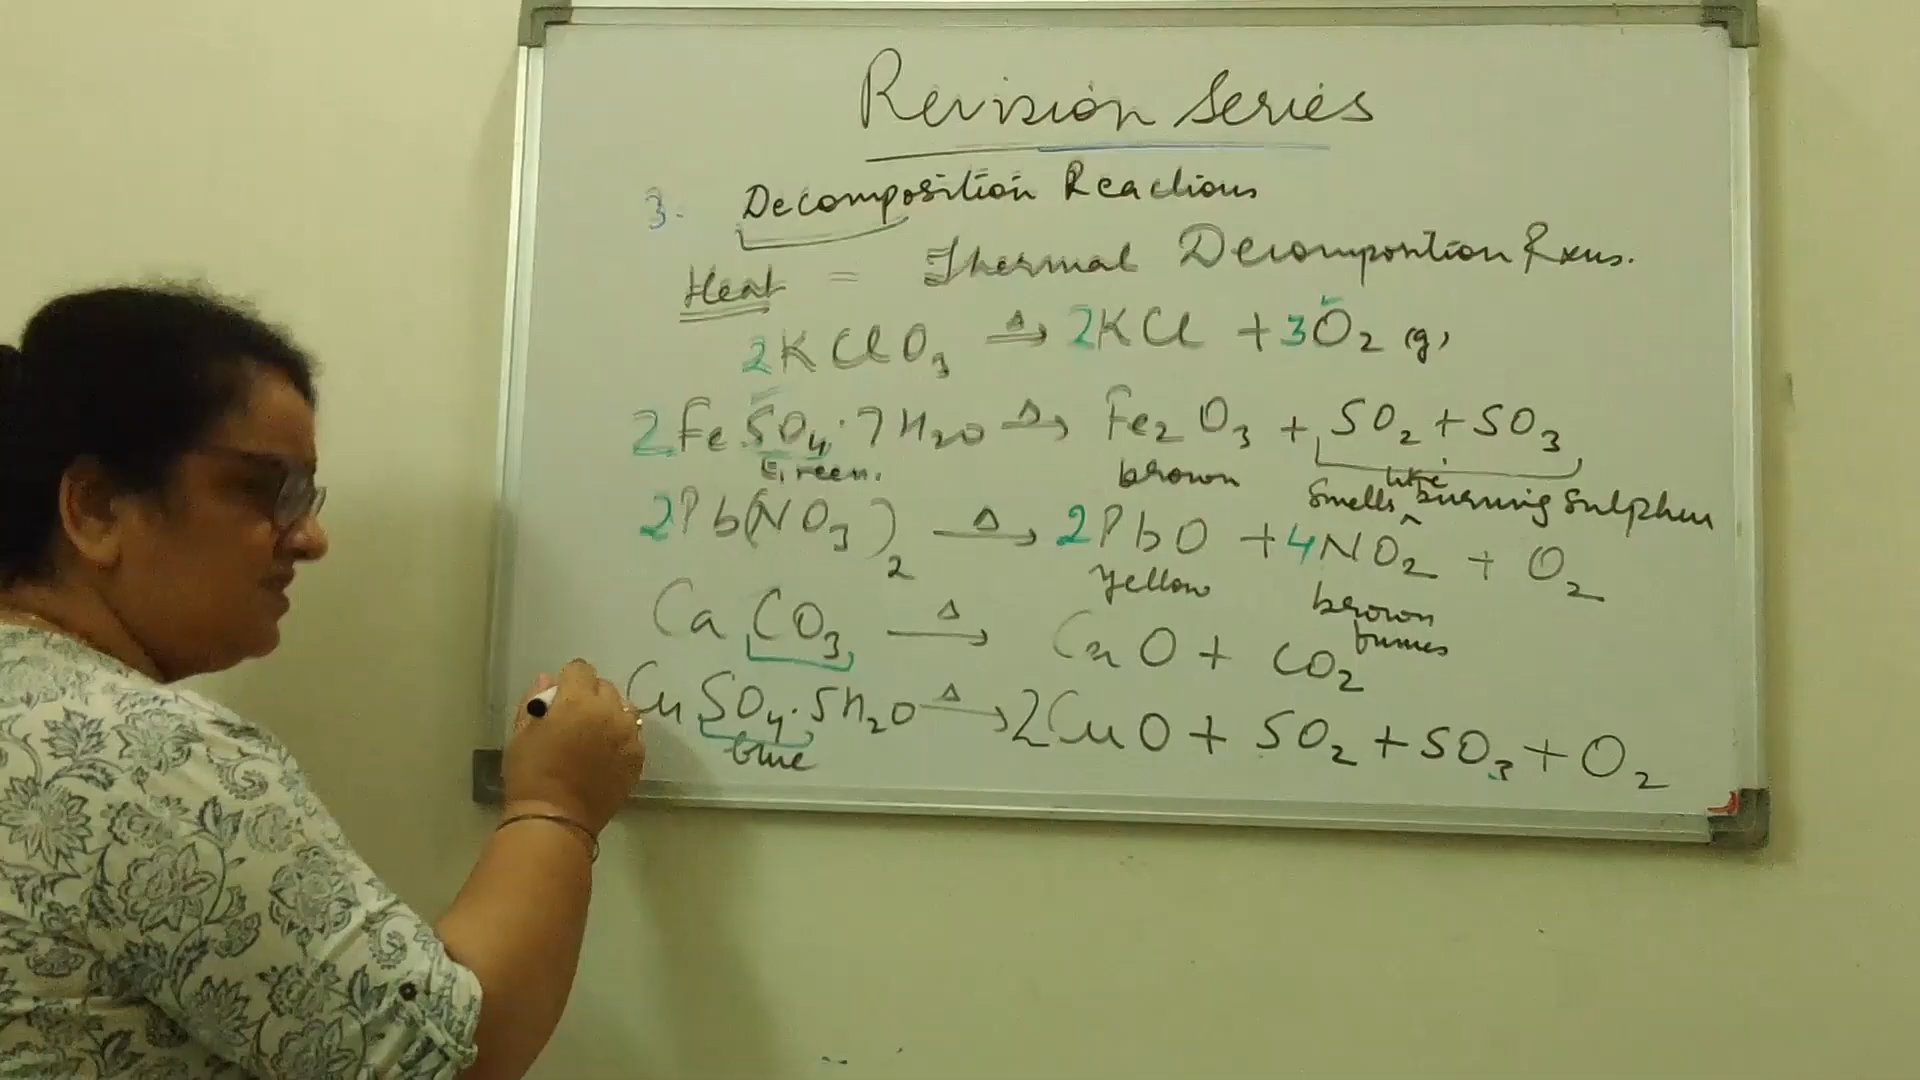 Revision Series
3. Decomposition Reactions
Heat = Thermal Decomposition Rxns.
2KClO3 Δ→ 2KCl + 3O2 (g)
2FeSO4·7H2O Δ→ Fe2O3 + SO2 + SO3
Green. brown Smells like burning Sulphur
2Pb(NO3)2 Δ→ 2PbO + 4NO2 + O2
yellow brown fumes
CaCO3 Δ→ CaO + CO2
CuSO4·5H2O Δ→ 2CuO + SO2 + SO3 + O2
blue